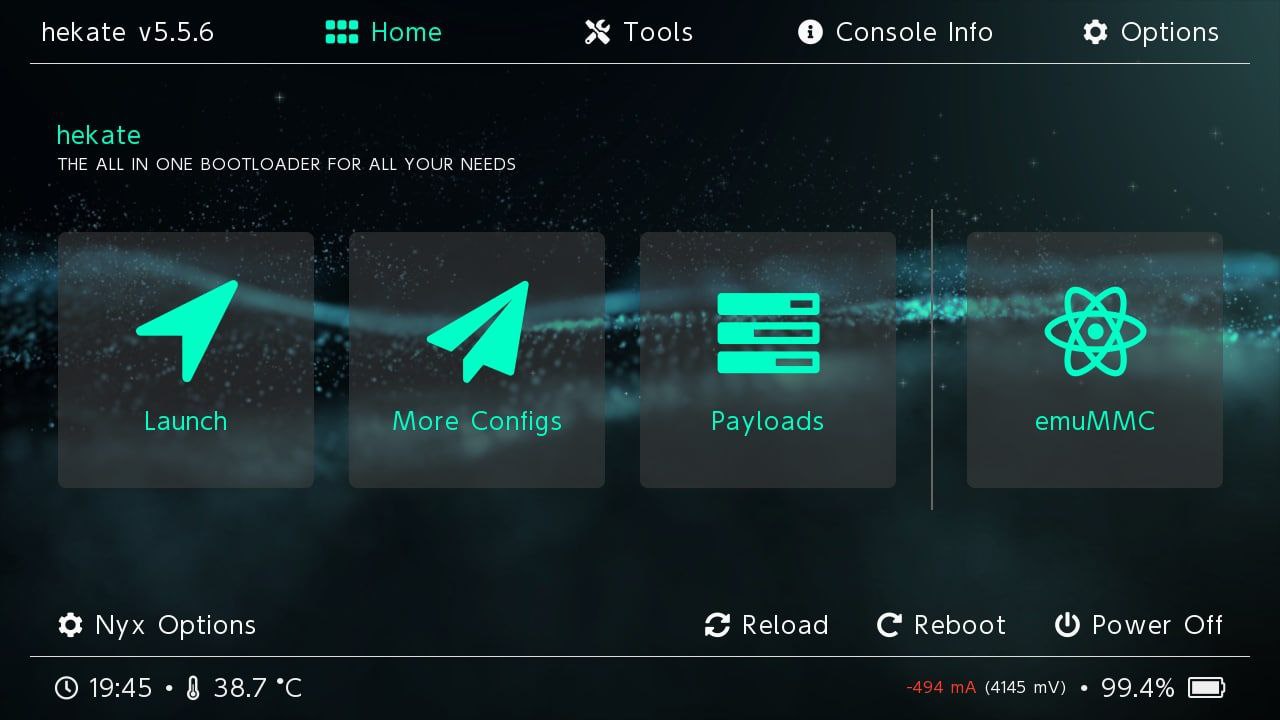 hekate v5.5.6 Home Tools Console Info Options
hekate
THE ALL IN ONE BOOTLOADER FOR ALL YOUR NEEDS
Launch More Configs Payloads emuMMC
Nyx Options Reload Reboot Power Off
19:45 • 38.7 °C -494 mA (4145 mV) • 99.4%